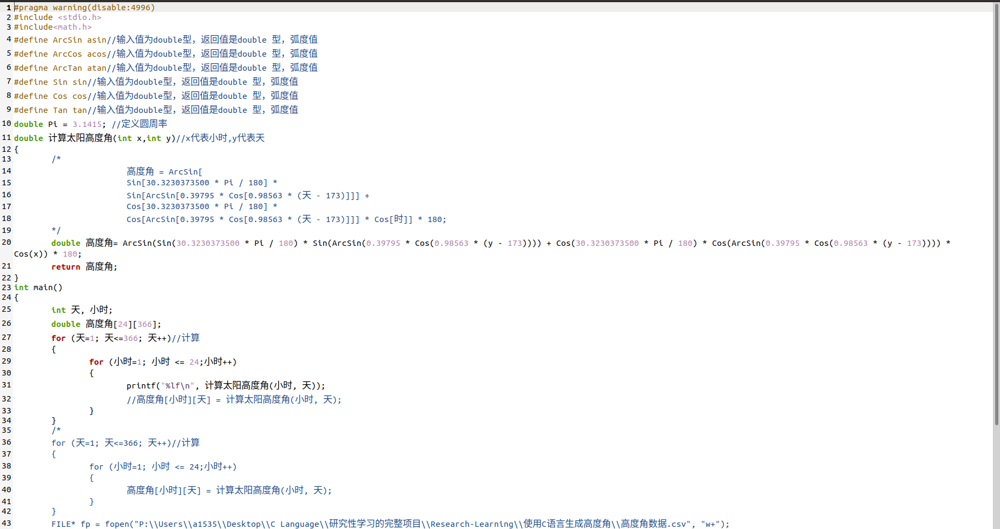 1 #pragma warning(disable:4996)
2 #include <stdio.h>
3 #include<math.h>
4 #define ArcSin asin//输入值为double型，返回值是double 型，弧度值
5 #define ArcCos acos//输入值为double型，返回值是double 型，弧度值
6 #define ArcTan atan//输入值为double型，返回值是double 型，弧度值
7 #define Sin sin//输入值为double型，返回值是double 型，弧度值
8 #define Cos cos//输入值为double型，返回值是double 型，弧度值
9 #define Tan tan//输入值为double型，返回值是double 型，弧度值
10 double Pi = 3.1415; //定义圆周率
11 double 计算太阳高度角(int x,int y)//x代表小时,y代表天
12 {
13 /*
14 高度角 = ArcSin[
15 Sin[30.3230373500 * Pi / 180] *
16 Sin[ArcSin[0.39795 * Cos[0.98563 * (天 - 173)]]] +
17 Cos[30.3230373500 * Pi / 180] *
18 Cos[ArcSin[0.39795 * Cos[0.98563 * (天 - 173)]]] * Cos[时]] * 180;
19 */
20 double 高度角= ArcSin(Sin(30.3230373500 * Pi / 180) * Sin(ArcSin(0.39795 * Cos(0.98563 * (y - 173)))) + Cos(30.3230373500 * Pi / 180) * Cos(ArcSin(0.39795 * Cos(0.98563 * (y - 173)))) *
Cos(x)) * 180;
21 return 高度角;
22 }
23 int main()
24 {
25 int 天, 小时;
26 double 高度角[24][366];
27 for (天=1; 天<=366; 天++)//计算
28 {
29 for (小时=1; 小时 <= 24;小时++)
30 {
31 printf("%lf\n", 计算太阳高度角(小时, 天));
32 //高度角[小时][天] = 计算太阳高度角(小时, 天);
33 }
34 }
35 /*
36 for (天=1; 天<=366; 天++)//计算
37 {
38 for (小时=1; 小时 <= 24;小时++)
39 {
40 高度角[小时][天] = 计算太阳高度角(小时, 天);
41 }
42 }
43 FILE* fp = fopen("P:\\Users\\a1535\\Desktop\\C Language\\研究性学习的完整项目\\Research-Learning\\使用C语言生成高度角\\高度角数据.csv", "w+");